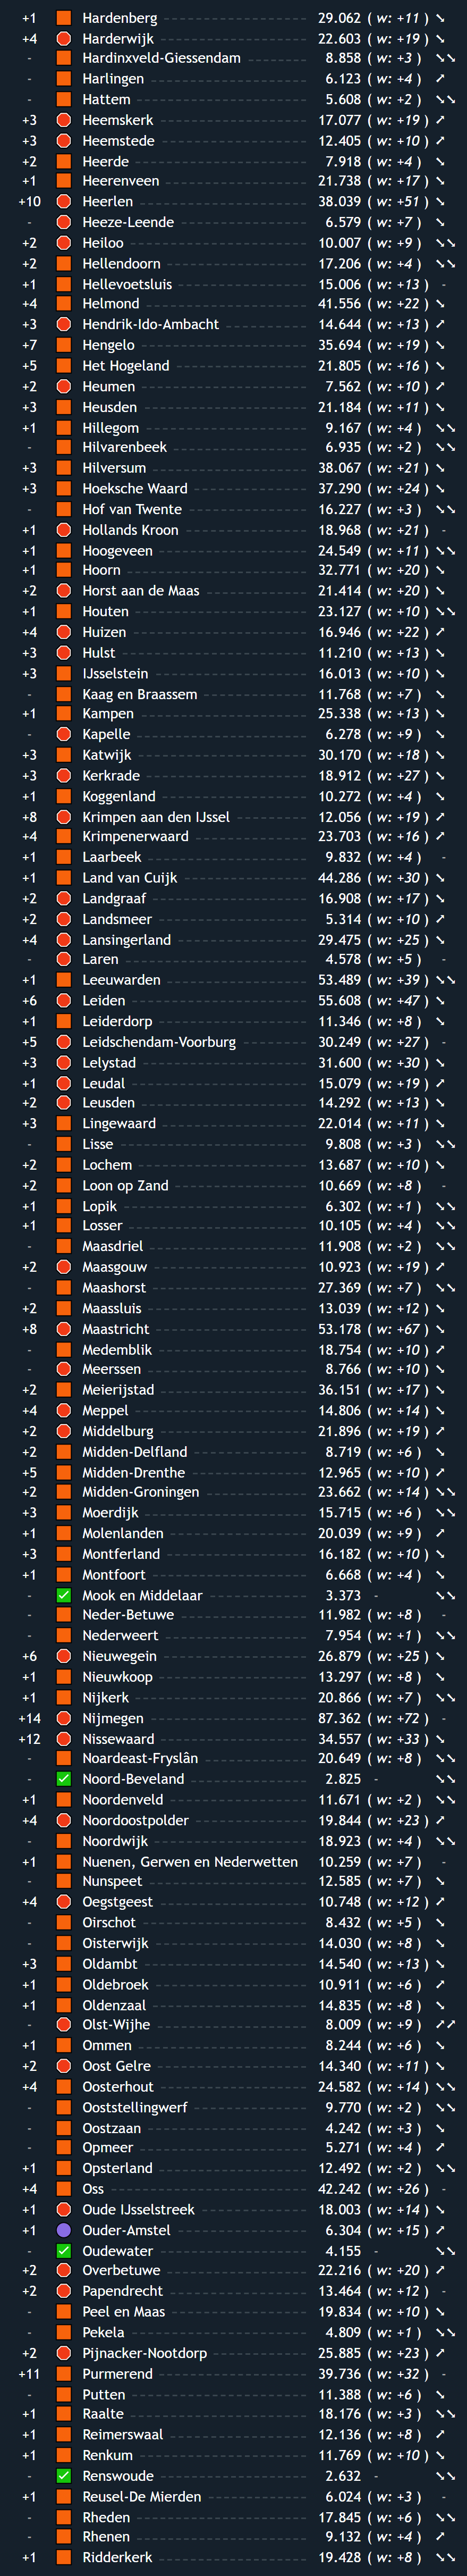 +1 Hardenberg 29.062 ( w: +11 ) ↘
+4 Harderwijk 22.603 ( w: +19 ) ↘
- Hardinxveld-Giessendam 8.858 ( w: +3 ) ↘↘
- Harlingen 6.123 ( w: +4 ) ↗
- Hattem 5.608 ( w: +2 ) ↘↘
+3 Heemskerk 17.077 ( w: +19 ) ↗
+3 Heemstede 12.405 ( w: +10 ) ↗
+2 Heerde 7.918 ( w: +4 ) ↘
+1 Heerenveen 21.738 ( w: +17 ) ↘
+10 Heerlen 38.039 ( w: +51 ) ↘
- Heeze-Leende 6.579 ( w: +7 ) ↘
+2 Heiloo 10.007 ( w: +9 ) ↘↘
+2 Hellendoorn 17.206 ( w: +4 ) ↘↘
+1 Hellevoetsluis 15.006 ( w: +13 ) -
+4 Helmond 41.556 ( w: +22 ) ↘
+3 Hendrik-Ido-Ambacht 14.644 ( w: +13 ) ↗
+7 Hengelo 35.694 ( w: +19 ) ↘
+5 Het Hogeland 21.805 ( w: +16 ) ↘
+2 Heumen 7.562 ( w: +10 ) ↗
+3 Heusden 21.184 ( w: +11 ) ↘
+1 Hillegom 9.167 ( w: +4 ) ↘↘
- Hilvarenbeek 6.935 ( w: +2 ) ↘↘
+3 Hilversum 38.067 ( w: +21 ) ↘
+3 Hoeksche Waard 37.290 ( w: +24 ) ↘
- Hof van Twente 16.227 ( w: +3 ) ↘↘
+1 Hollands Kroon 18.968 ( w: +21 ) -
+1 Hoogeveen 24.549 ( w: +11 ) ↘↘
+1 Hoorn 32.771 ( w: +20 ) ↘
+2 Horst aan de Maas 21.414 ( w: +20 ) ↘
+1 Houten 23.127 ( w: +10 ) ↘↘
+4 Huizen 16.946 ( w: +22 ) ↗
+3 Hulst 11.210 ( w: +13 ) ↘
+3 IJsselstein 16.013 ( w: +10 ) ↘
- Kaag en Braassem 11.768 ( w: +7 ) ↘
+1 Kampen 25.338 ( w: +13 ) ↘
- Kapelle 6.278 ( w: +9 ) ↘
+3 Katwijk 30.170 ( w: +18 ) ↘
+3 Kerkrade 18.912 ( w: +27 ) ↘
+1 Koggenland 10.272 ( w: +4 ) ↘
+8 Krimpen aan den IJssel 12.056 ( w: +19 ) ↗
+4 Krimpenerwaard 23.703 ( w: +16 ) ↗
+1 Laarbeek 9.832 ( w: +4 ) -
+1 Land van Cuijk 44.286 ( w: +30 ) ↘
+2 Landgraaf 16.908 ( w: +17 ) ↘
+2 Landsmeer 5.314 ( w: +10 ) ↗
+4 Lansingerland 29.475 ( w: +25 ) ↘
- Laren 4.578 ( w: +5 ) -
+1 Leeuwarden 53.489 ( w: +39 ) ↘↘
+6 Leiden 55.608 ( w: +47 ) ↘
+1 Leiderdorp 11.346 ( w: +8 ) ↘
+5 Leidschendam-Voorburg 30.249 ( w: +27 ) -
+3 Lelystad 31.600 ( w: +30 ) ↘
+1 Leudal 15.079 ( w: +19 ) ↗
+2 Leusden 14.292 ( w: +13 ) ↘
+3 Lingewaard 22.014 ( w: +11 ) ↘
- Lisse 9.808 ( w: +3 ) ↘↘
+2 Lochem 13.687 ( w: +10 ) ↘
+2 Loon op Zand 10.669 ( w: +8 ) -
+1 Lopik 6.302 ( w: +1 ) ↘↘
+1 Losser 10.105 ( w: +4 ) ↘↘
- Maasdriel 11.908 ( w: +2 ) ↘↘
+2 Maasgouw 10.923 ( w: +19 ) ↗
- Maashorst 27.369 ( w: +7 ) ↘↘
+2 Maassluis 13.039 ( w: +12 ) ↘
+8 Maastricht 53.178 ( w: +67 ) ↘
- Medemblik 18.754 ( w: +10 ) ↗
- Meerssen 8.766 ( w: +10 ) ↘
+2 Meierijstad 36.151 ( w: +17 ) ↘
+4 Meppel 14.806 ( w: +14 ) ↘
+2 Middelburg 21.896 ( w: +19 ) ↗
+2 Midden-Delfland 8.719 ( w: +6 ) ↘
+5 Midden-Drenthe 12.965 ( w: +10 ) ↗
+2 Midden-Groningen 23.662 ( w: +14 ) ↘↘
+3 Moerdijk 15.715 ( w: +6 ) ↘↘
+1 Molenlanden 20.039 ( w: +9 ) ↗
+3 Montferland 16.182 ( w: +10 ) ↘
+1 Montfoort 6.668 ( w: +4 ) ↘
- Mook en Middelaar 3.373 - ↘↘
- Neder-Betuwe 11.982 ( w: +8 ) -
- Nederweert 7.954 ( w: +1 ) ↘↘
+6 Nieuwegein 26.879 ( w: +25 ) ↘
+1 Nieuwkoop 13.297 ( w: +8 ) ↘
+1 Nijkerk 20.866 ( w: +7 ) ↘↘
+14 Nijmegen 87.362 ( w: +72 ) -
+12 Nissewaard 34.557 ( w: +33 ) ↘
- Noardeast-Fryslân 20.649 ( w: +8 ) ↘↘
- Noord-Beveland 2.825 - ↘↘
+1 Noordenveld 11.671 ( w: +2 ) ↘↘
+4 Noordoostpolder 19.844 ( w: +23 ) ↗
- Noordwijk 18.923 ( w: +4 ) ↘↘
+1 Nuenen, Gerwen en Nederwetten 10.259 ( w: +7 ) -
- Nunspeet 12.585 ( w: +7 ) ↘
+4 Oegstgeest 10.748 ( w: +12 ) ↗
- Oirschot 8.432 ( w: +5 ) ↘
- Oisterwijk 14.030 ( w: +8 ) ↘
+3 Oldambt 14.540 ( w: +13 ) ↘
+1 Oldebroek 10.911 ( w: +6 ) ↗
+1 Oldenzaal 14.835 ( w: +8 ) ↘
- Olst-Wijhe 8.009 ( w: +9 ) ↗↗
+1 Ommen 8.244 ( w: +6 ) ↘
+2 Oost Gelre 14.340 ( w: +11 ) ↘
+4 Oosterhout 24.582 ( w: +14 ) ↘↘
- Ooststellingwerf 9.770 ( w: +2 ) ↘↘
- Oostzaan 4.242 ( w: +3 ) ↘
- Opmeer 5.271 ( w: +4 ) ↗
+1 Opsterland 12.492 ( w: +2 ) ↘↘
+4 Oss 42.242 ( w: +26 ) -
+1 Oude IJsselstreek 18.003 ( w: +14 ) ↘
+1 Ouder-Amstel 6.304 ( w: +15 ) ↗
- Oudewater 4.155 - ↘↘
+2 Overbetuwe 22.216 ( w: +20 ) ↗
+2 Papendrecht 13.464 ( w: +12 ) -
- Peel en Maas 19.834 ( w: +10 ) ↘
- Pekela 4.809 ( w: +1 ) ↘↘
+2 Pijnacker-Nootdorp 25.885 ( w: +23 ) ↗
+11 Purmerend 39.736 ( w: +32 ) -
- Putten 11.388 ( w: +6 ) ↘
+1 Raalte 18.176 ( w: +3 ) ↘↘
+1 Reimerswaal 12.136 ( w: +8 ) ↗
+1 Renkum 11.769 ( w: +10 ) ↘
- Renswoude 2.632 - ↘↘
+1 Reusel-De Mierden 6.024 ( w: +3 ) -
- Rheden 17.845 ( w: +6 ) ↘↘
- Rhenen 9.132 ( w: +4 ) ↗
+1 Ridderkerk 19.428 ( w: +8 ) ↘↘